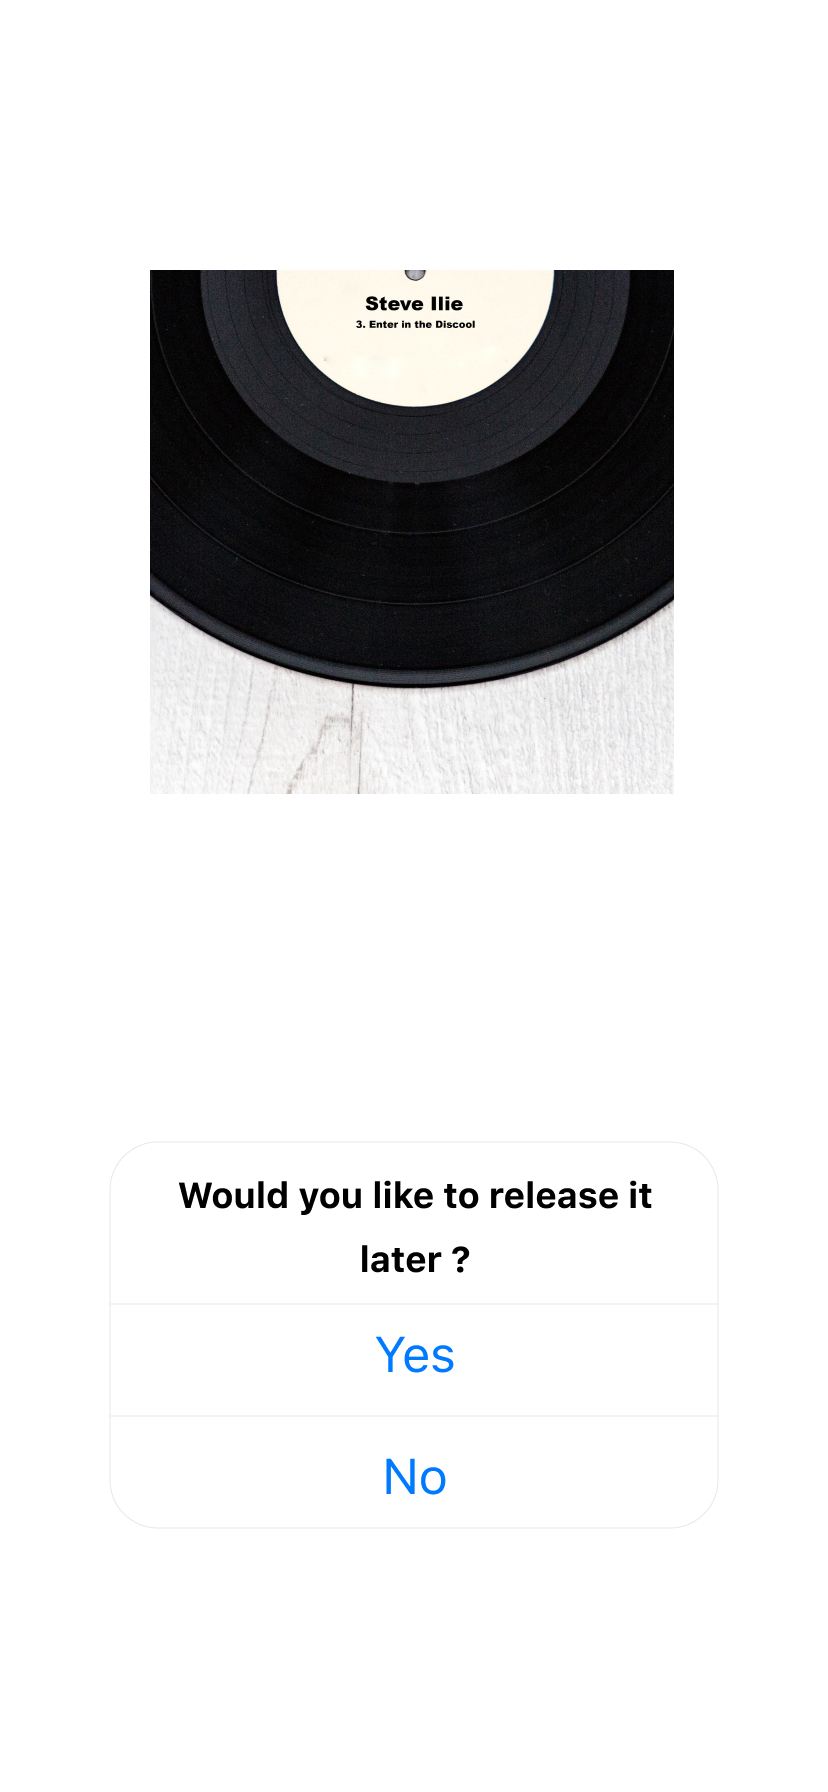 Steve Ilie
3. Enter in the Discool
Would you like to release it
later ?
Yes
No